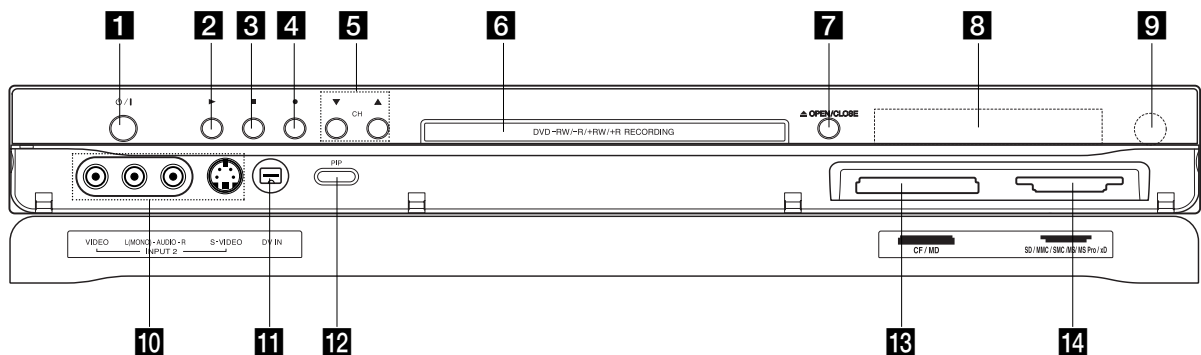 1 2 3 4 5 6 7 8 9
⏻/I ► ■ ● ▼ CH ▲ ⏏ OPEN/CLOSE
DVD-RW/-R/+RW/+R RECORDING
PIP
VIDEO L(MONO) - AUDIO - R S-VIDEO DV IN
INPUT 2
CF / MD SD / MMC / SMC /MS/ MS Pro / xD
10 11 12 13 14